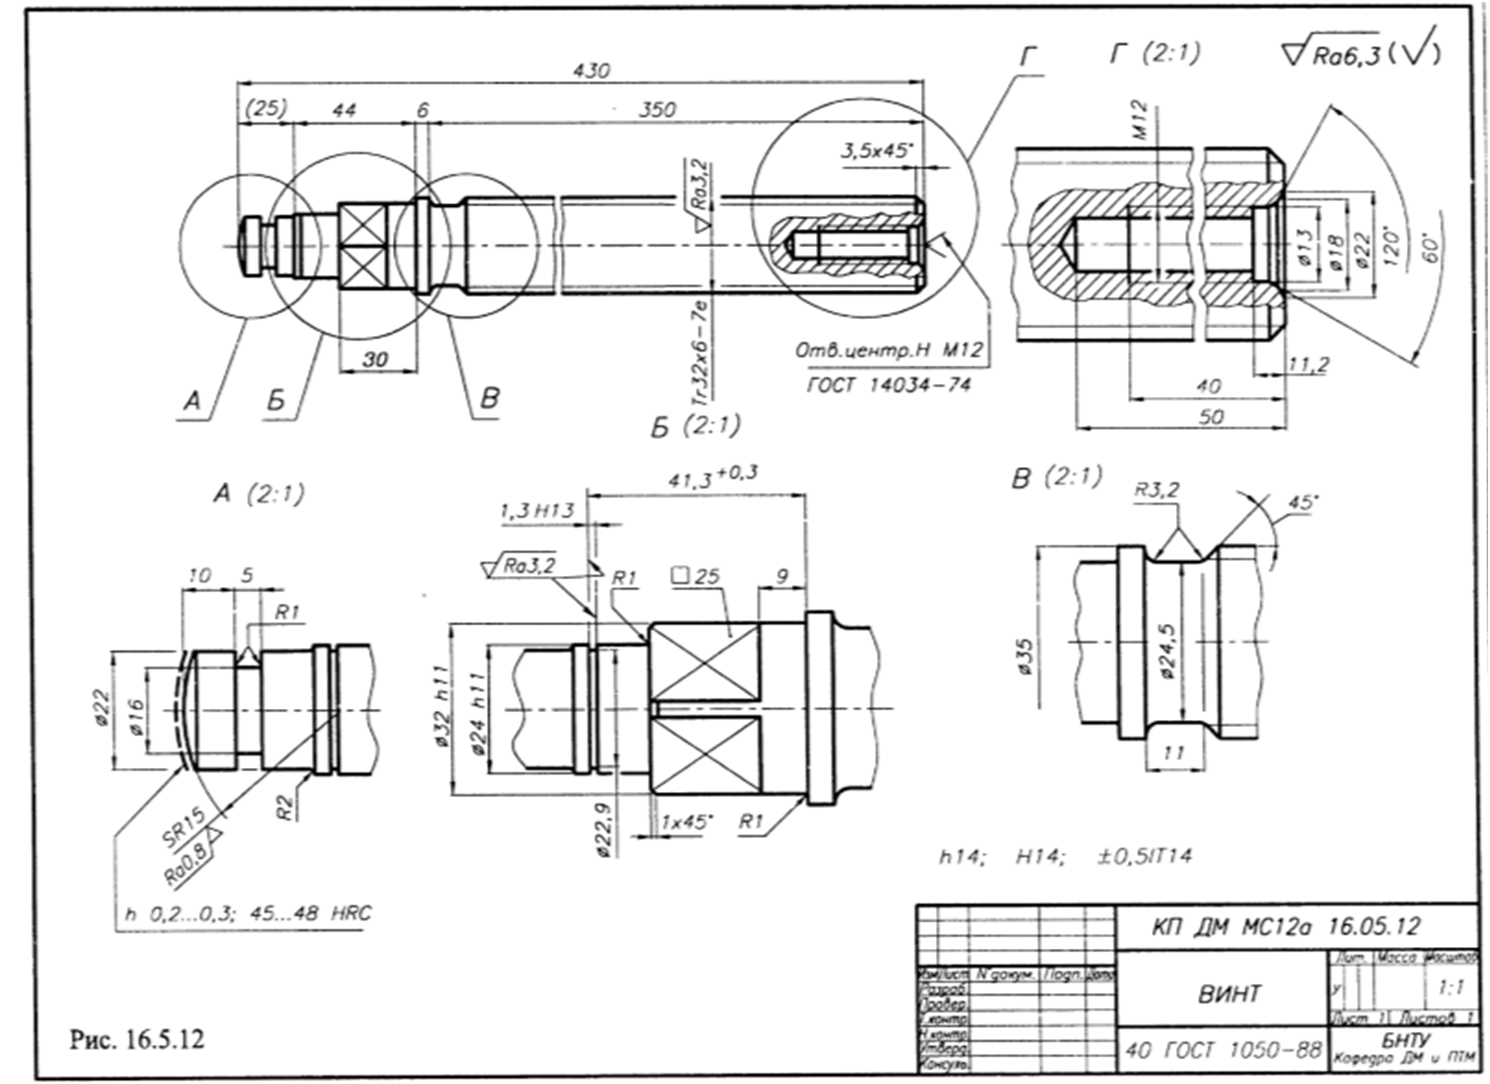 430
Г
Г (2:1)
Ra6,3 (√)
(25)
44
6
350
3,5x45°
M12
Ra3,2
Tr32x6-7e
ø13
ø18
ø22
120°
60°
30
А
Б
В
Отв.центр.Н М12
ГОСТ 14034-74
11,2
40
50
Б (2:1)
А (2:1)
В (2:1)
41,3 +0,3
1,3 H13
Ra3,2
R1
□25
9
R3,2
45°
10
5
R1
ø22
ø16
R2
SR15
Ra0,8
h 0,2...0,3; 45...48 HRC
ø32 h11
ø24 h11
ø22,9
1x45°
R1
ø35
ø24,5
11
h14; H14; ±0,5IT14
КП ДМ МС12а 16.05.12
Изм Лист N°докум. Подп. Дата
Разраб.
Провер.
Т.контр.
Н.контр.
Утверд.
Консуль.
ВИНТ
Лит. Масса Масштаб
У 1:1
Лист 1 Листов 1
40 ГОСТ 1050-88
БНТУ
Кафедра ДМ и ПТМ
Рис. 16.5.12